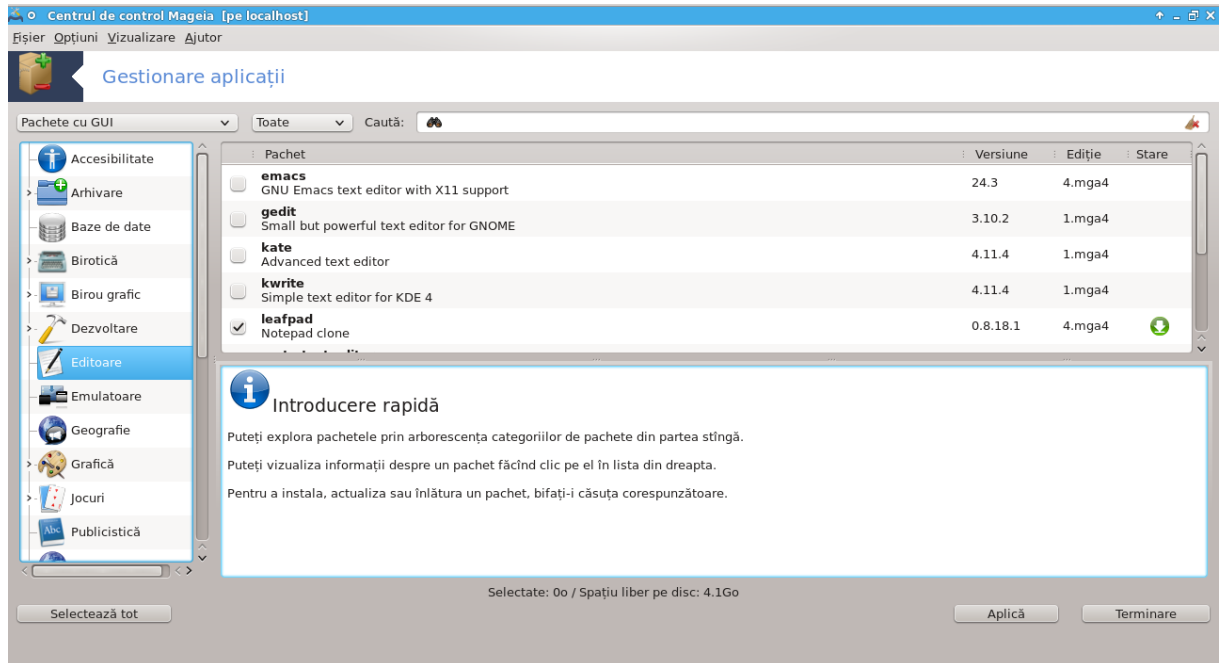 Centrul de control Mageia [pe localhost]
Fișier Opțiuni Vizualizare Ajutor
Gestionare aplicații
Pachete cu GUI Toate Caută:
Accesibilitate
Arhivare
Baze de date
Birotică
Birou grafic
Dezvoltare
Editoare
Emulatoare
Geografie
Grafică
Jocuri
Publicistică
Pachet Versiune Ediție Stare
emacs
GNU Emacs text editor with X11 support 24.3 4.mga4
gedit
Small but powerful text editor for GNOME 3.10.2 1.mga4
kate
Advanced text editor 4.11.4 1.mga4
kwrite
Simple text editor for KDE 4 4.11.4 1.mga4
leafpad
Notepad clone 0.8.18.1 4.mga4
Introducere rapidă
Puteți explora pachetele prin arborescența categoriilor de pachete din partea stîngă.
Puteți vizualiza informații despre un pachet făcînd clic pe el în lista din dreapta.
Pentru a instala, actualiza sau înlătura un pachet, bifați-i căsuța corespunzătoare.
Selectate: 0o / Spațiu liber pe disc: 4.1Go
Selectează tot Aplică Terminare